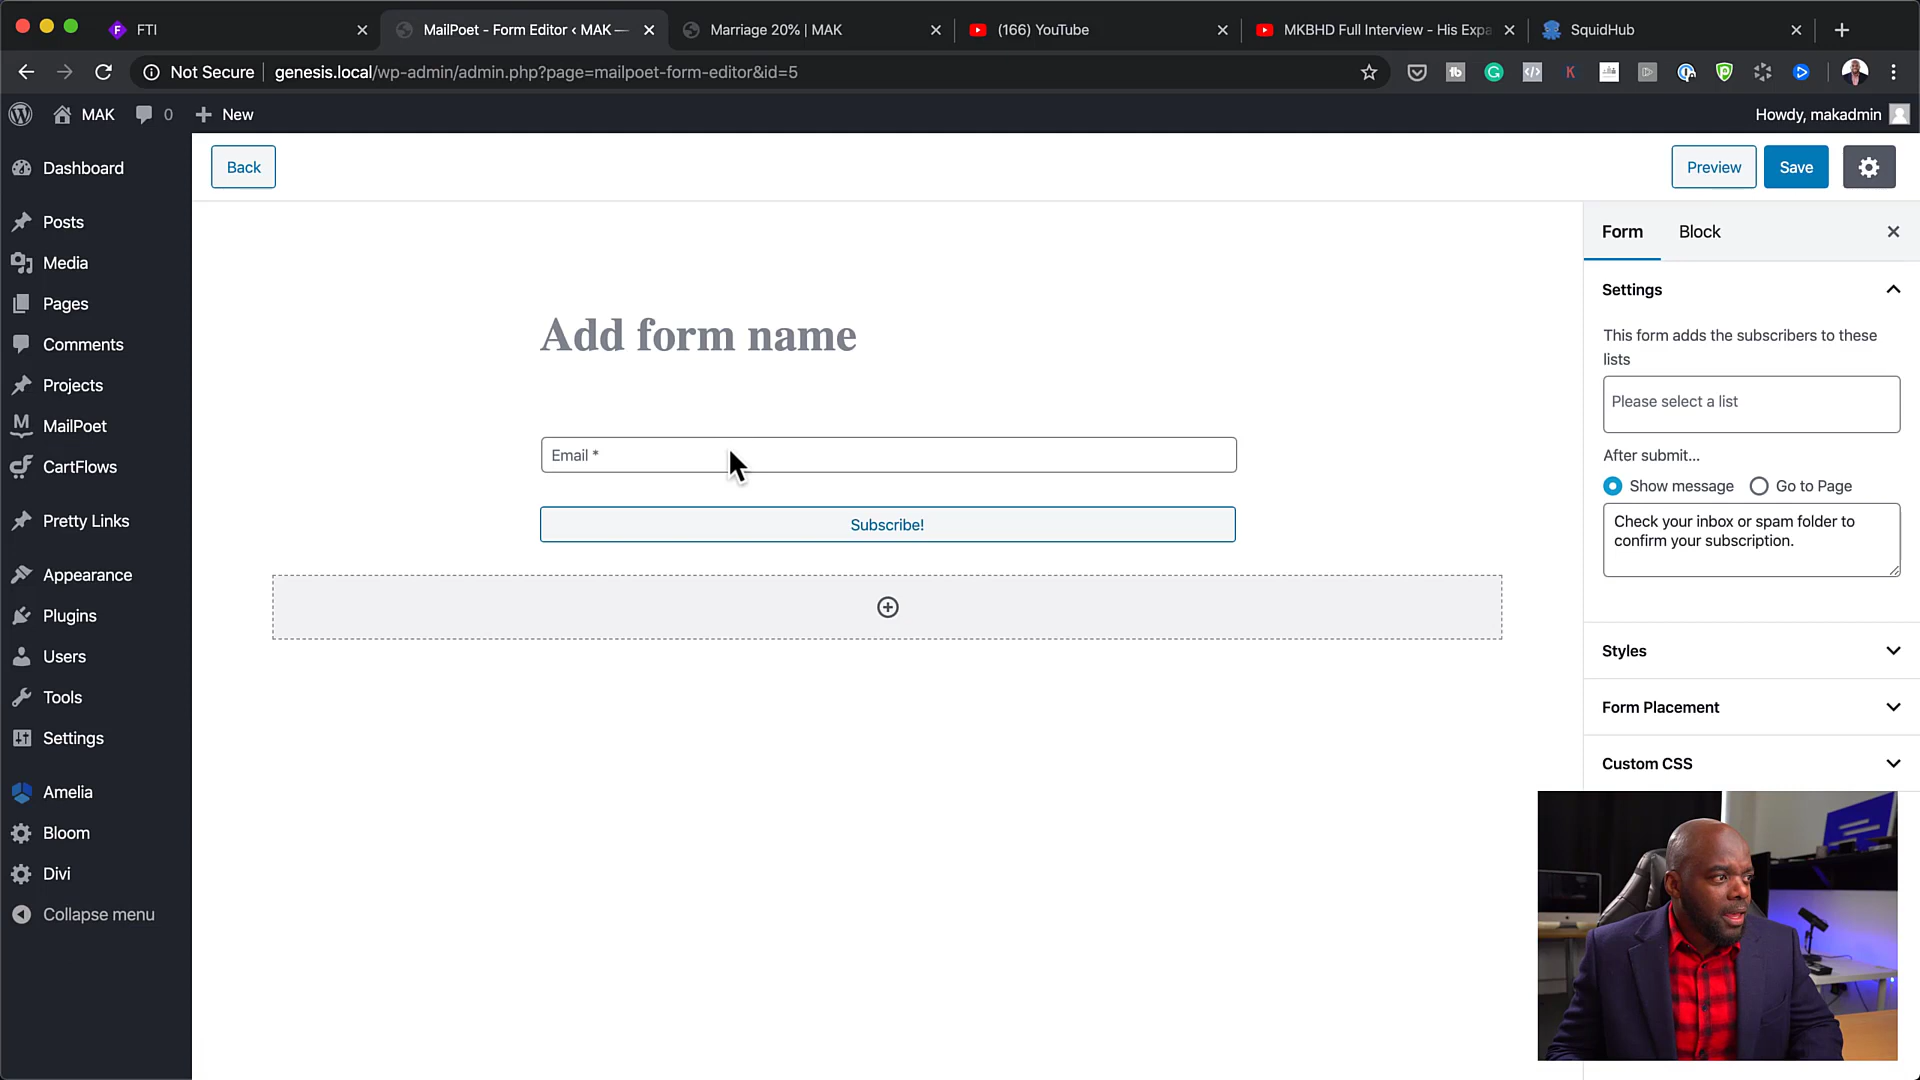 FTI
MailPoet - Form Editor ‹ MAK —
Marriage 20% | MAK
(166) YouTube
MKBHD Full Interview - His Expa
SquidHub
Not Secure
genesis.local/wp-admin/admin.php?page=mailpoet-form-editor&id=5
MAK
0
New
Howdy, makadmin
Dashboard
Posts
Media
Pages
Comments
Projects
MailPoet
CartFlows
Pretty Links
Appearance
Plugins
Users
Tools
Settings
Amelia
Bloom
Divi
Collapse menu
Back
Preview
Save
Add form name
Email *
Subscribe!
Form
Block
Settings
This form adds the subscribers to these
lists
Please select a list
After submit...
Show message
Go to Page
Check your inbox or spam folder to
confirm your subscription.
Styles
Form Placement
Custom CSS